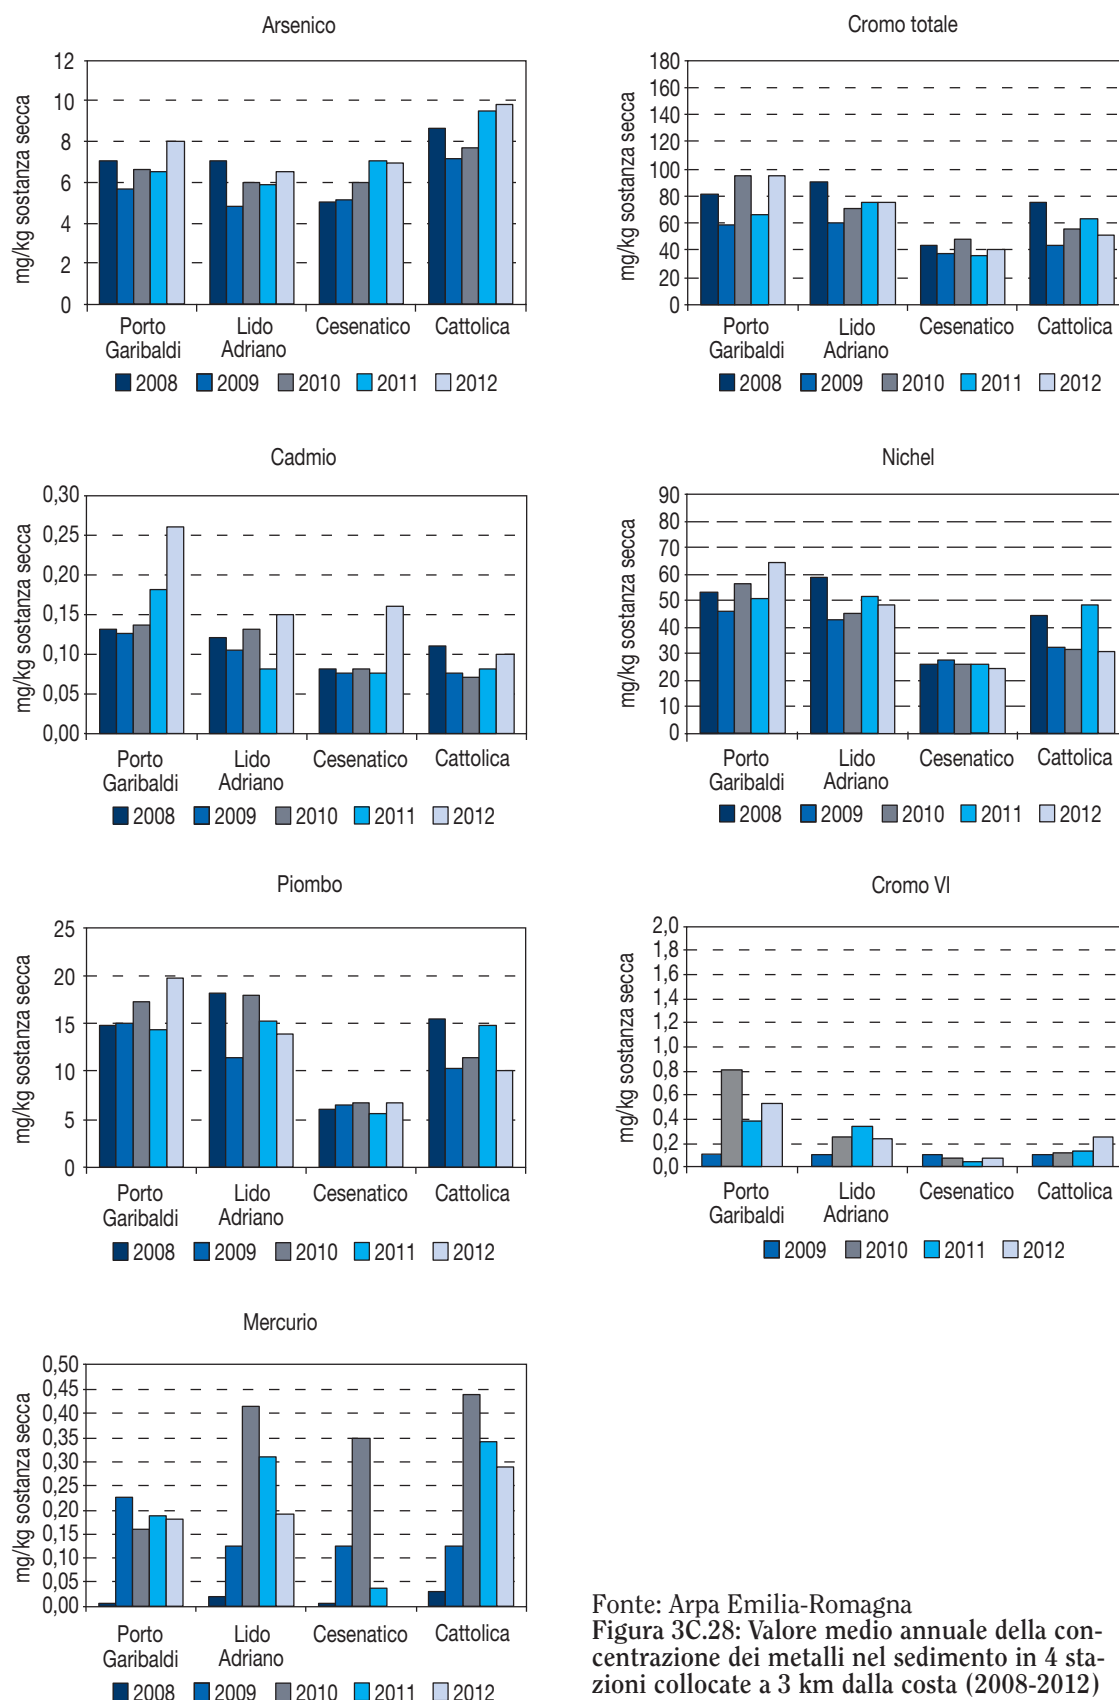 Arsenico
mg/kg sostanza secca
12
10
8
6
4
2
0
Porto Garibaldi
Lido Adriano
Cesenatico
Cattolica
2008 2009 2010 2011 2012
Cromo totale
mg/kg sostanza secca
180
160
140
120
100
80
60
40
20
0
Porto Garibaldi
Lido Adriano
Cesenatico
Cattolica
2008 2009 2010 2011 2012
Cadmio
mg/kg sostanza secca
0,30
0,25
0,20
0,15
0,10
0,05
0,00
Porto Garibaldi
Lido Adriano
Cesenatico
Cattolica
2008 2009 2010 2011 2012
Nichel
mg/kg sostanza secca
90
80
70
60
50
40
30
20
10
0
Porto Garibaldi
Lido Adriano
Cesenatico
Cattolica
2008 2009 2010 2011 2012
Piombo
mg/kg sostanza secca
25
20
15
10
5
0
Porto Garibaldi
Lido Adriano
Cesenatico
Cattolica
2008 2009 2010 2011 2012
Cromo VI
mg/kg sostanza secca
2,0
1,8
1,6
1,4
1,2
1,0
0,8
0,6
0,4
0,2
0,0
Porto Garibaldi
Lido Adriano
Cesenatico
Cattolica
2009 2010 2011 2012
Mercurio
mg/kg sostanza secca
0,50
0,45
0,40
0,35
0,30
0,25
0,20
0,15
0,10
0,05
0,00
Porto Garibaldi
Lido Adriano
Cesenatico
Cattolica
2008 2009 2010 2011 2012
Fonte: Arpa Emilia-Romagna
Figura 3C.28: Valore medio annuale della con-
centrazione dei metalli nel sedimento in 4 sta-
zioni collocate a 3 km dalla costa (2008-2012)